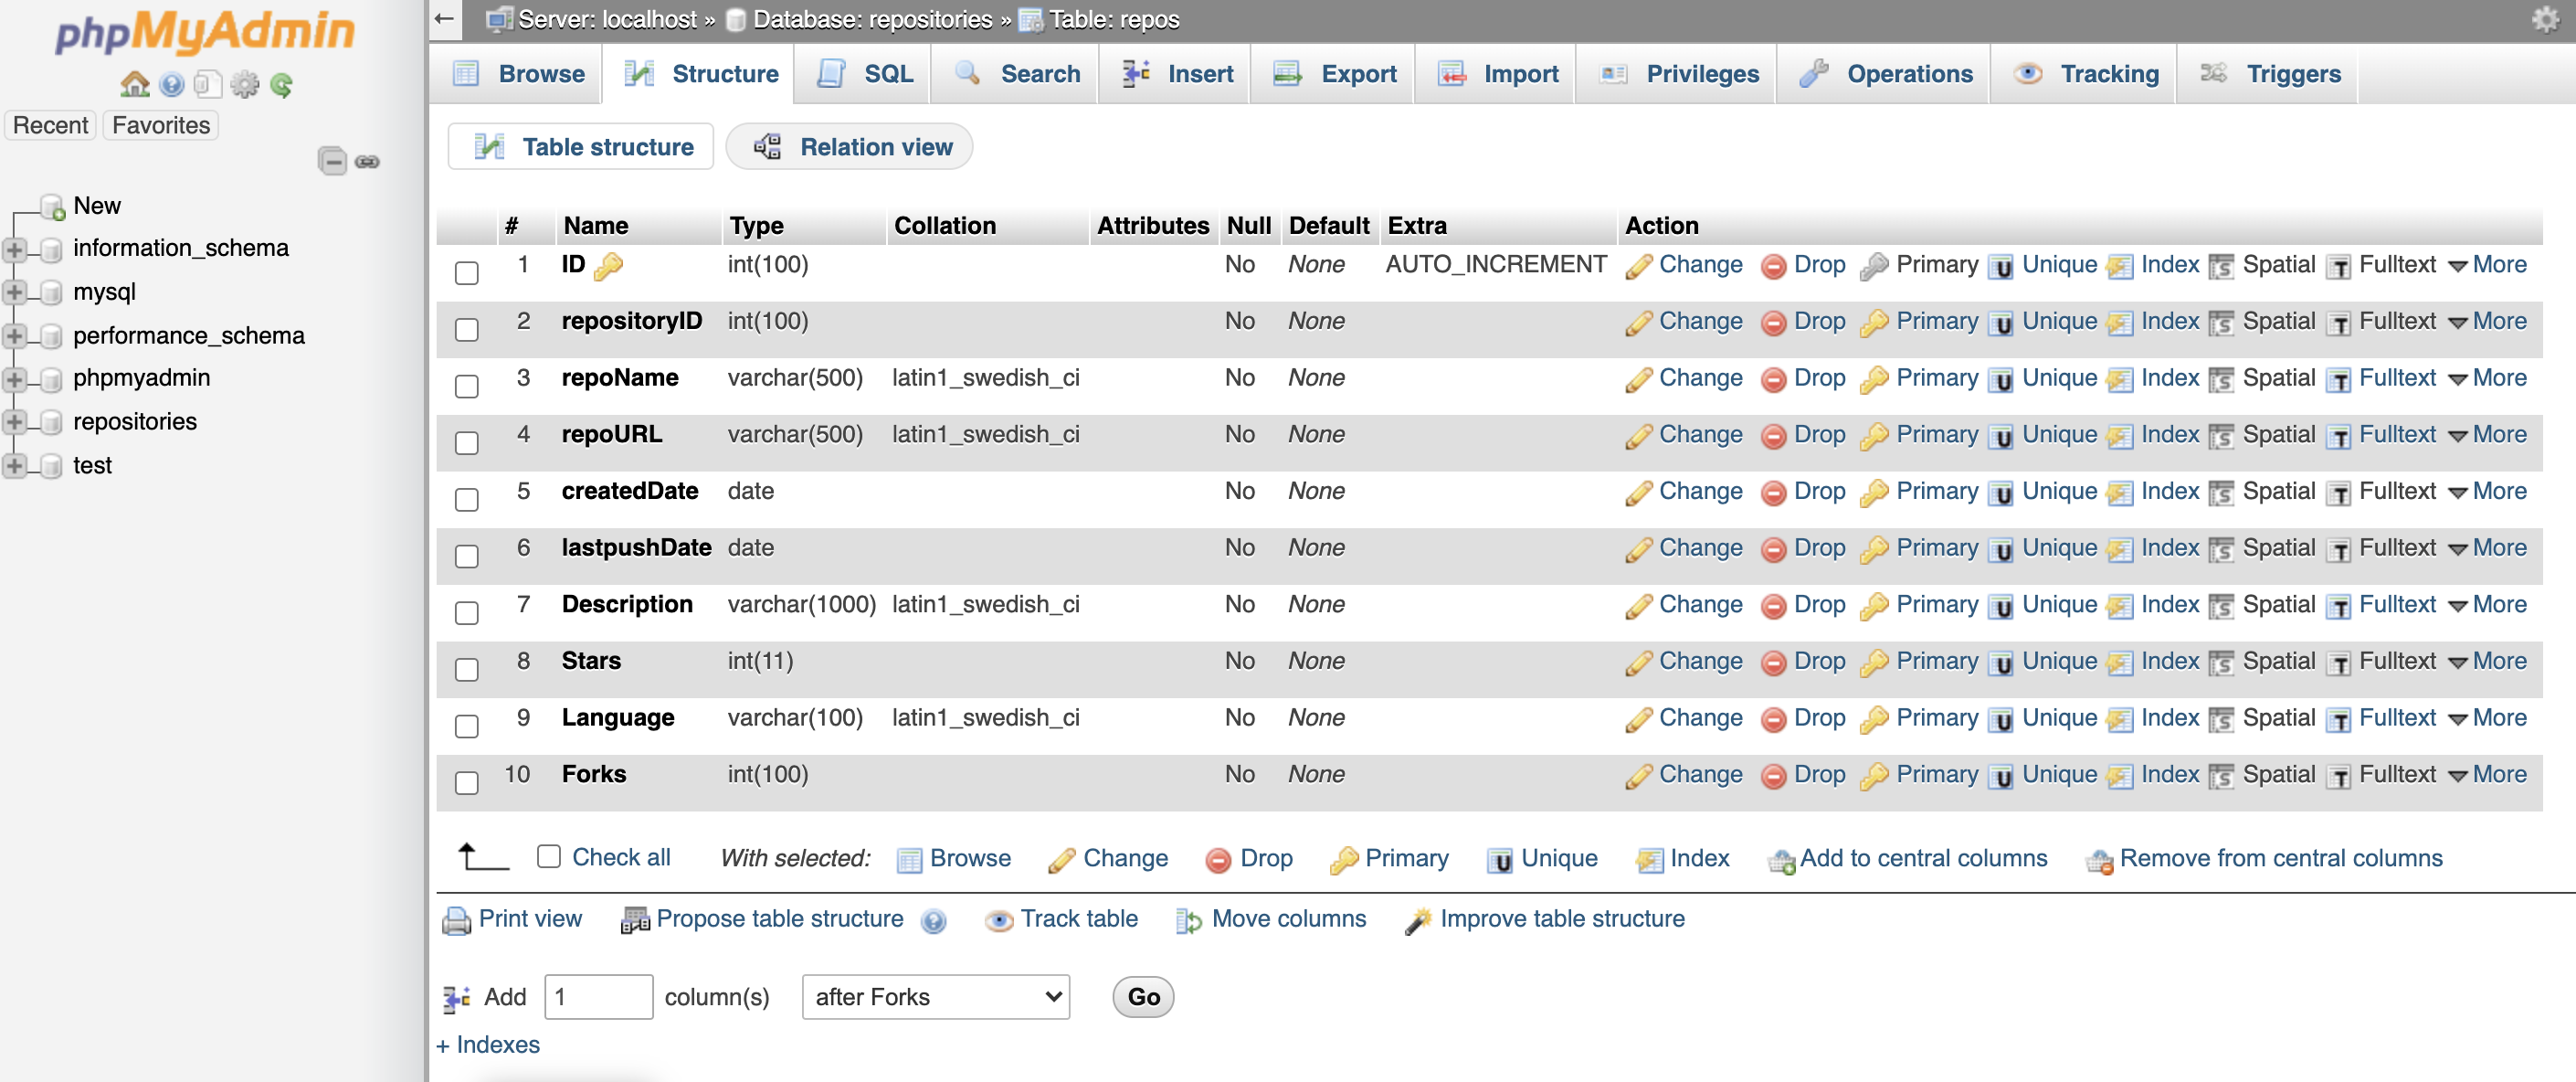 phpMyAdmin
Recent Favorites
New
information_schema
mysql
performance_schema
phpmyadmin
repositories
test
Server: localhost » Database: repositories » Table: repos
Browse Structure SQL Search Insert Export Import Privileges Operations Tracking Triggers
Table structure Relation view
# Name Type Collation Attributes Null Default Extra Action
1 ID int(100) No None AUTO_INCREMENT Change Drop Primary Unique Index Spatial Fulltext More
2 repositoryID int(100) No None Change Drop Primary Unique Index Spatial Fulltext More
3 repoName varchar(500) latin1_swedish_ci No None Change Drop Primary Unique Index Spatial Fulltext More
4 repoURL varchar(500) latin1_swedish_ci No None Change Drop Primary Unique Index Spatial Fulltext More
5 createdDate date No None Change Drop Primary Unique Index Spatial Fulltext More
6 lastpushDate date No None Change Drop Primary Unique Index Spatial Fulltext More
7 Description varchar(1000) latin1_swedish_ci No None Change Drop Primary Unique Index Spatial Fulltext More
8 Stars int(11) No None Change Drop Primary Unique Index Spatial Fulltext More
9 Language varchar(100) latin1_swedish_ci No None Change Drop Primary Unique Index Spatial Fulltext More
10 Forks int(100) No None Change Drop Primary Unique Index Spatial Fulltext More
Check all With selected: Browse Change Drop Primary Unique Index Add to central columns Remove from central columns
Print view Propose table structure Track table Move columns Improve table structure
Add 1 column(s) after Forks Go
+ Indexes